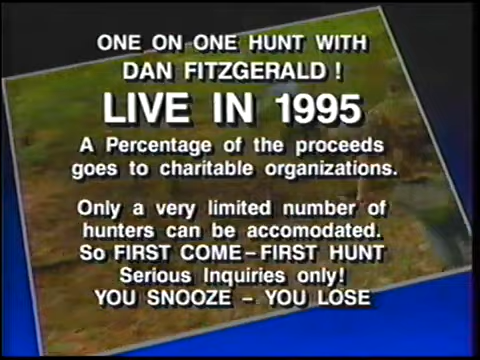 ONE ON ONE HUNT WITH
DAN FITZGERALD !
LIVE IN 1995
A Percentage of the proceeds
goes to charitable organizations.
Only a very limited number of
hunters can be accomodated.
So FIRST COME – FIRST HUNT
Serious Inquiries only!
YOU SNOOZE – YOU LOSE